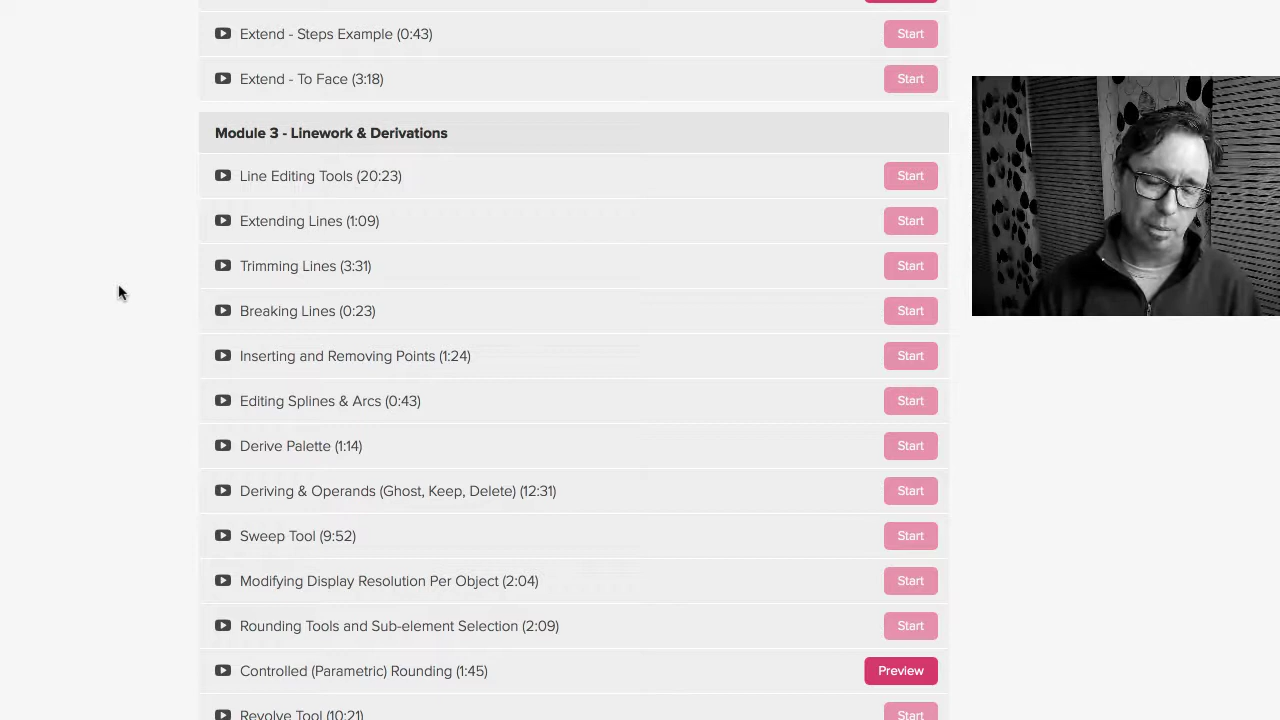 Extend - Steps Example (0:43)
Start
Extend - To Face (3:18)
Start
Module 3 - Linework & Derivations
Line Editing Tools (20:23)
Start
Extending Lines (1:09)
Start
Trimming Lines (3:31)
Start
Breaking Lines (0:23)
Start
Inserting and Removing Points (1:24)
Start
Editing Splines & Arcs (0:43)
Start
Derive Palette (1:14)
Start
Deriving & Operands (Ghost, Keep, Delete) (12:31)
Start
Sweep Tool (9:52)
Start
Modifying Display Resolution Per Object (2:04)
Start
Rounding Tools and Sub-element Selection (2:09)
Start
Controlled (Parametric) Rounding (1:45)
Preview
Revolve Tool (10:21)
Start